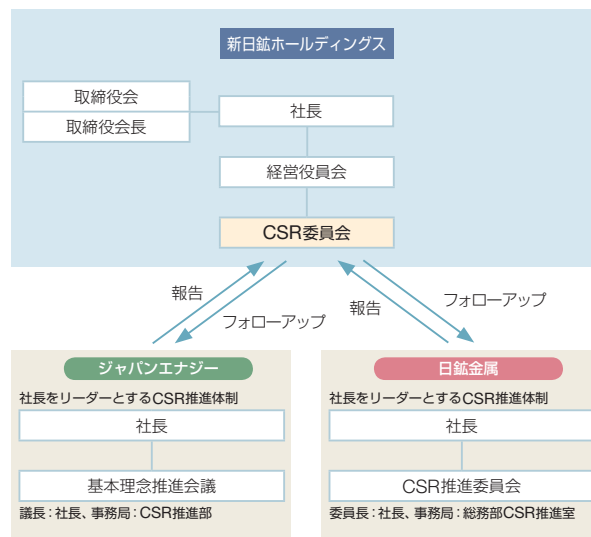 新日鉱ホールディングス
取締役会
取締役会長
社長
経営役員会
CSR委員会
報告
フォローアップ
報告
フォローアップ
ジャパンエナジー
社長をリーダーとするCSR推進体制
社長
基本理念推進会議
議長：社長、事務局：CSR推進部
日鉱金属
社長をリーダーとするCSR推進体制
社長
CSR推進委員会
委員長：社長、事務局：総務部CSR推進室